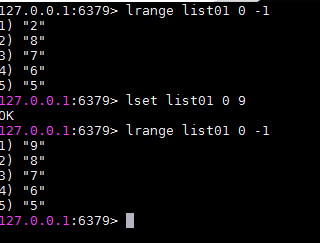 127.0.0.1:6379> lrange list01 0 -1
1) "2"
2) "8"
3) "7"
4) "6"
5) "5"
127.0.0.1:6379> lset list01 0 9
OK
127.0.0.1:6379> lrange list01 0 -1
1) "9"
2) "8"
3) "7"
4) "6"
5) "5"
127.0.0.1:6379>